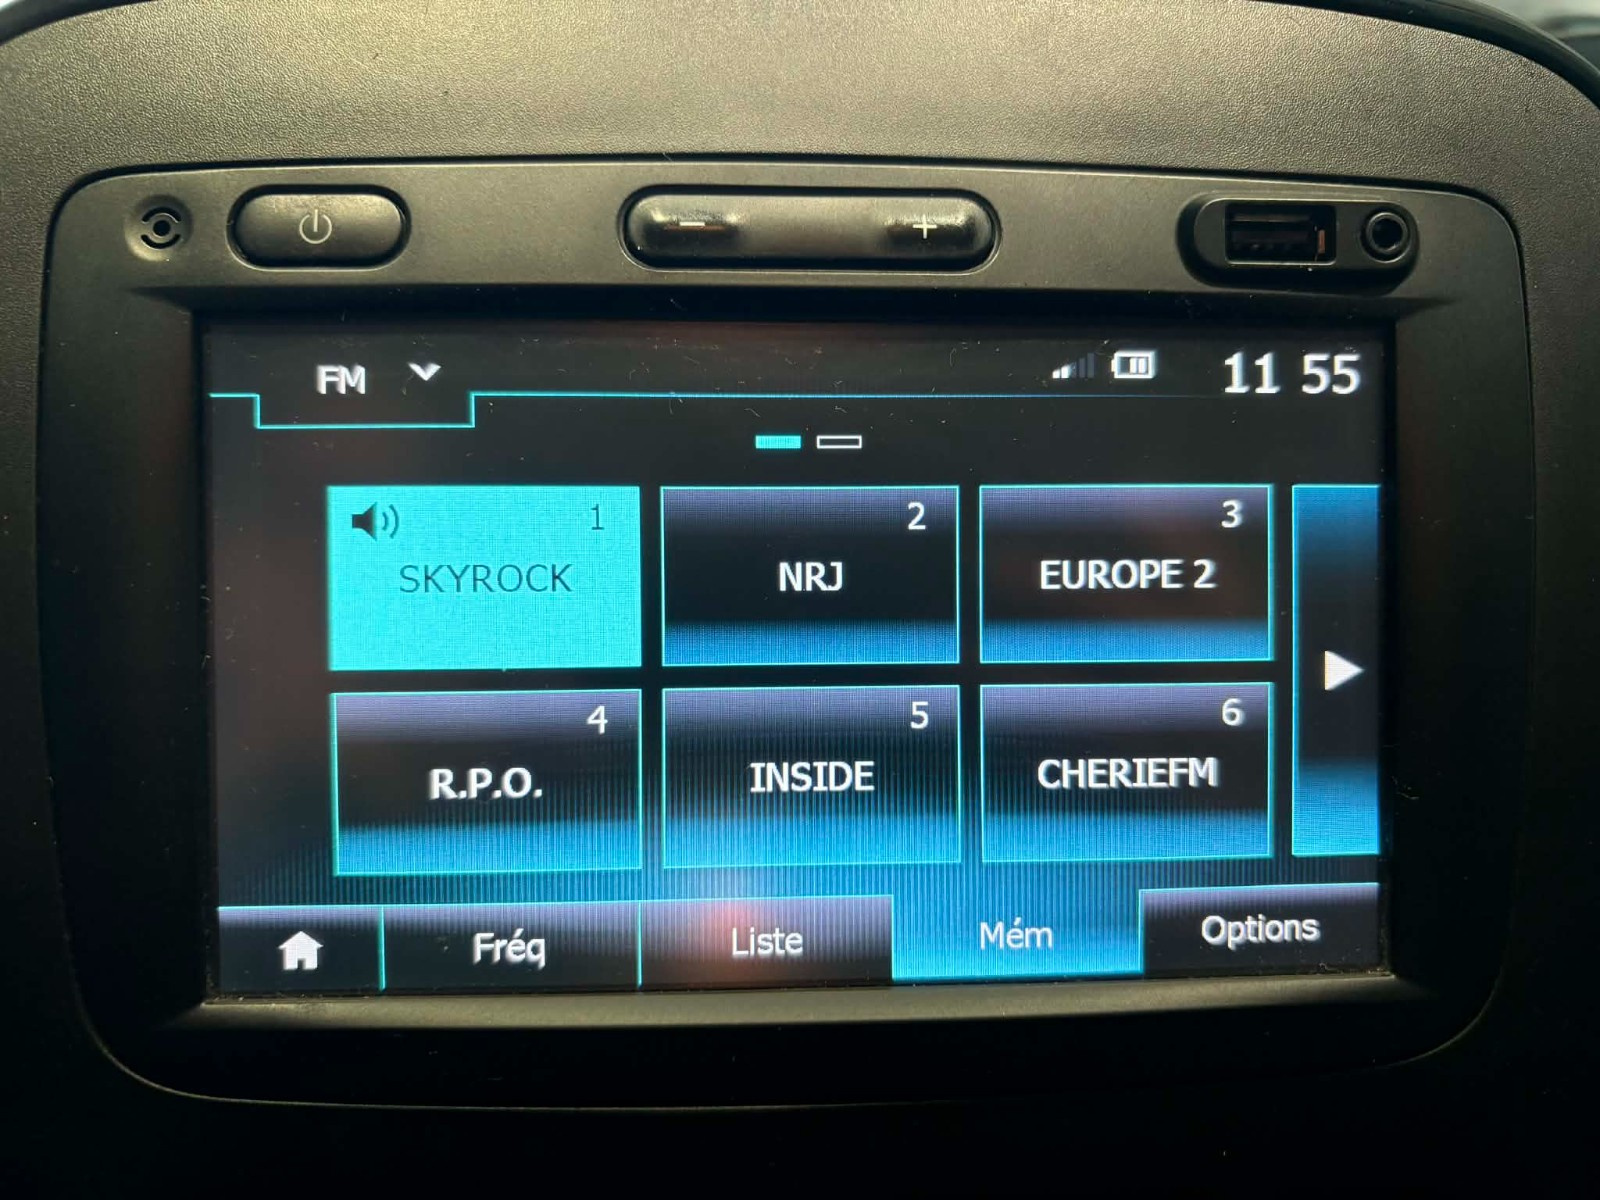 FM
11 55
1
SKYROCK
2
NRJ
3
EUROPE 2
4
R.P.O.
5
INSIDE
6
CHERIEFM
Fréq
Liste
Mém
Options